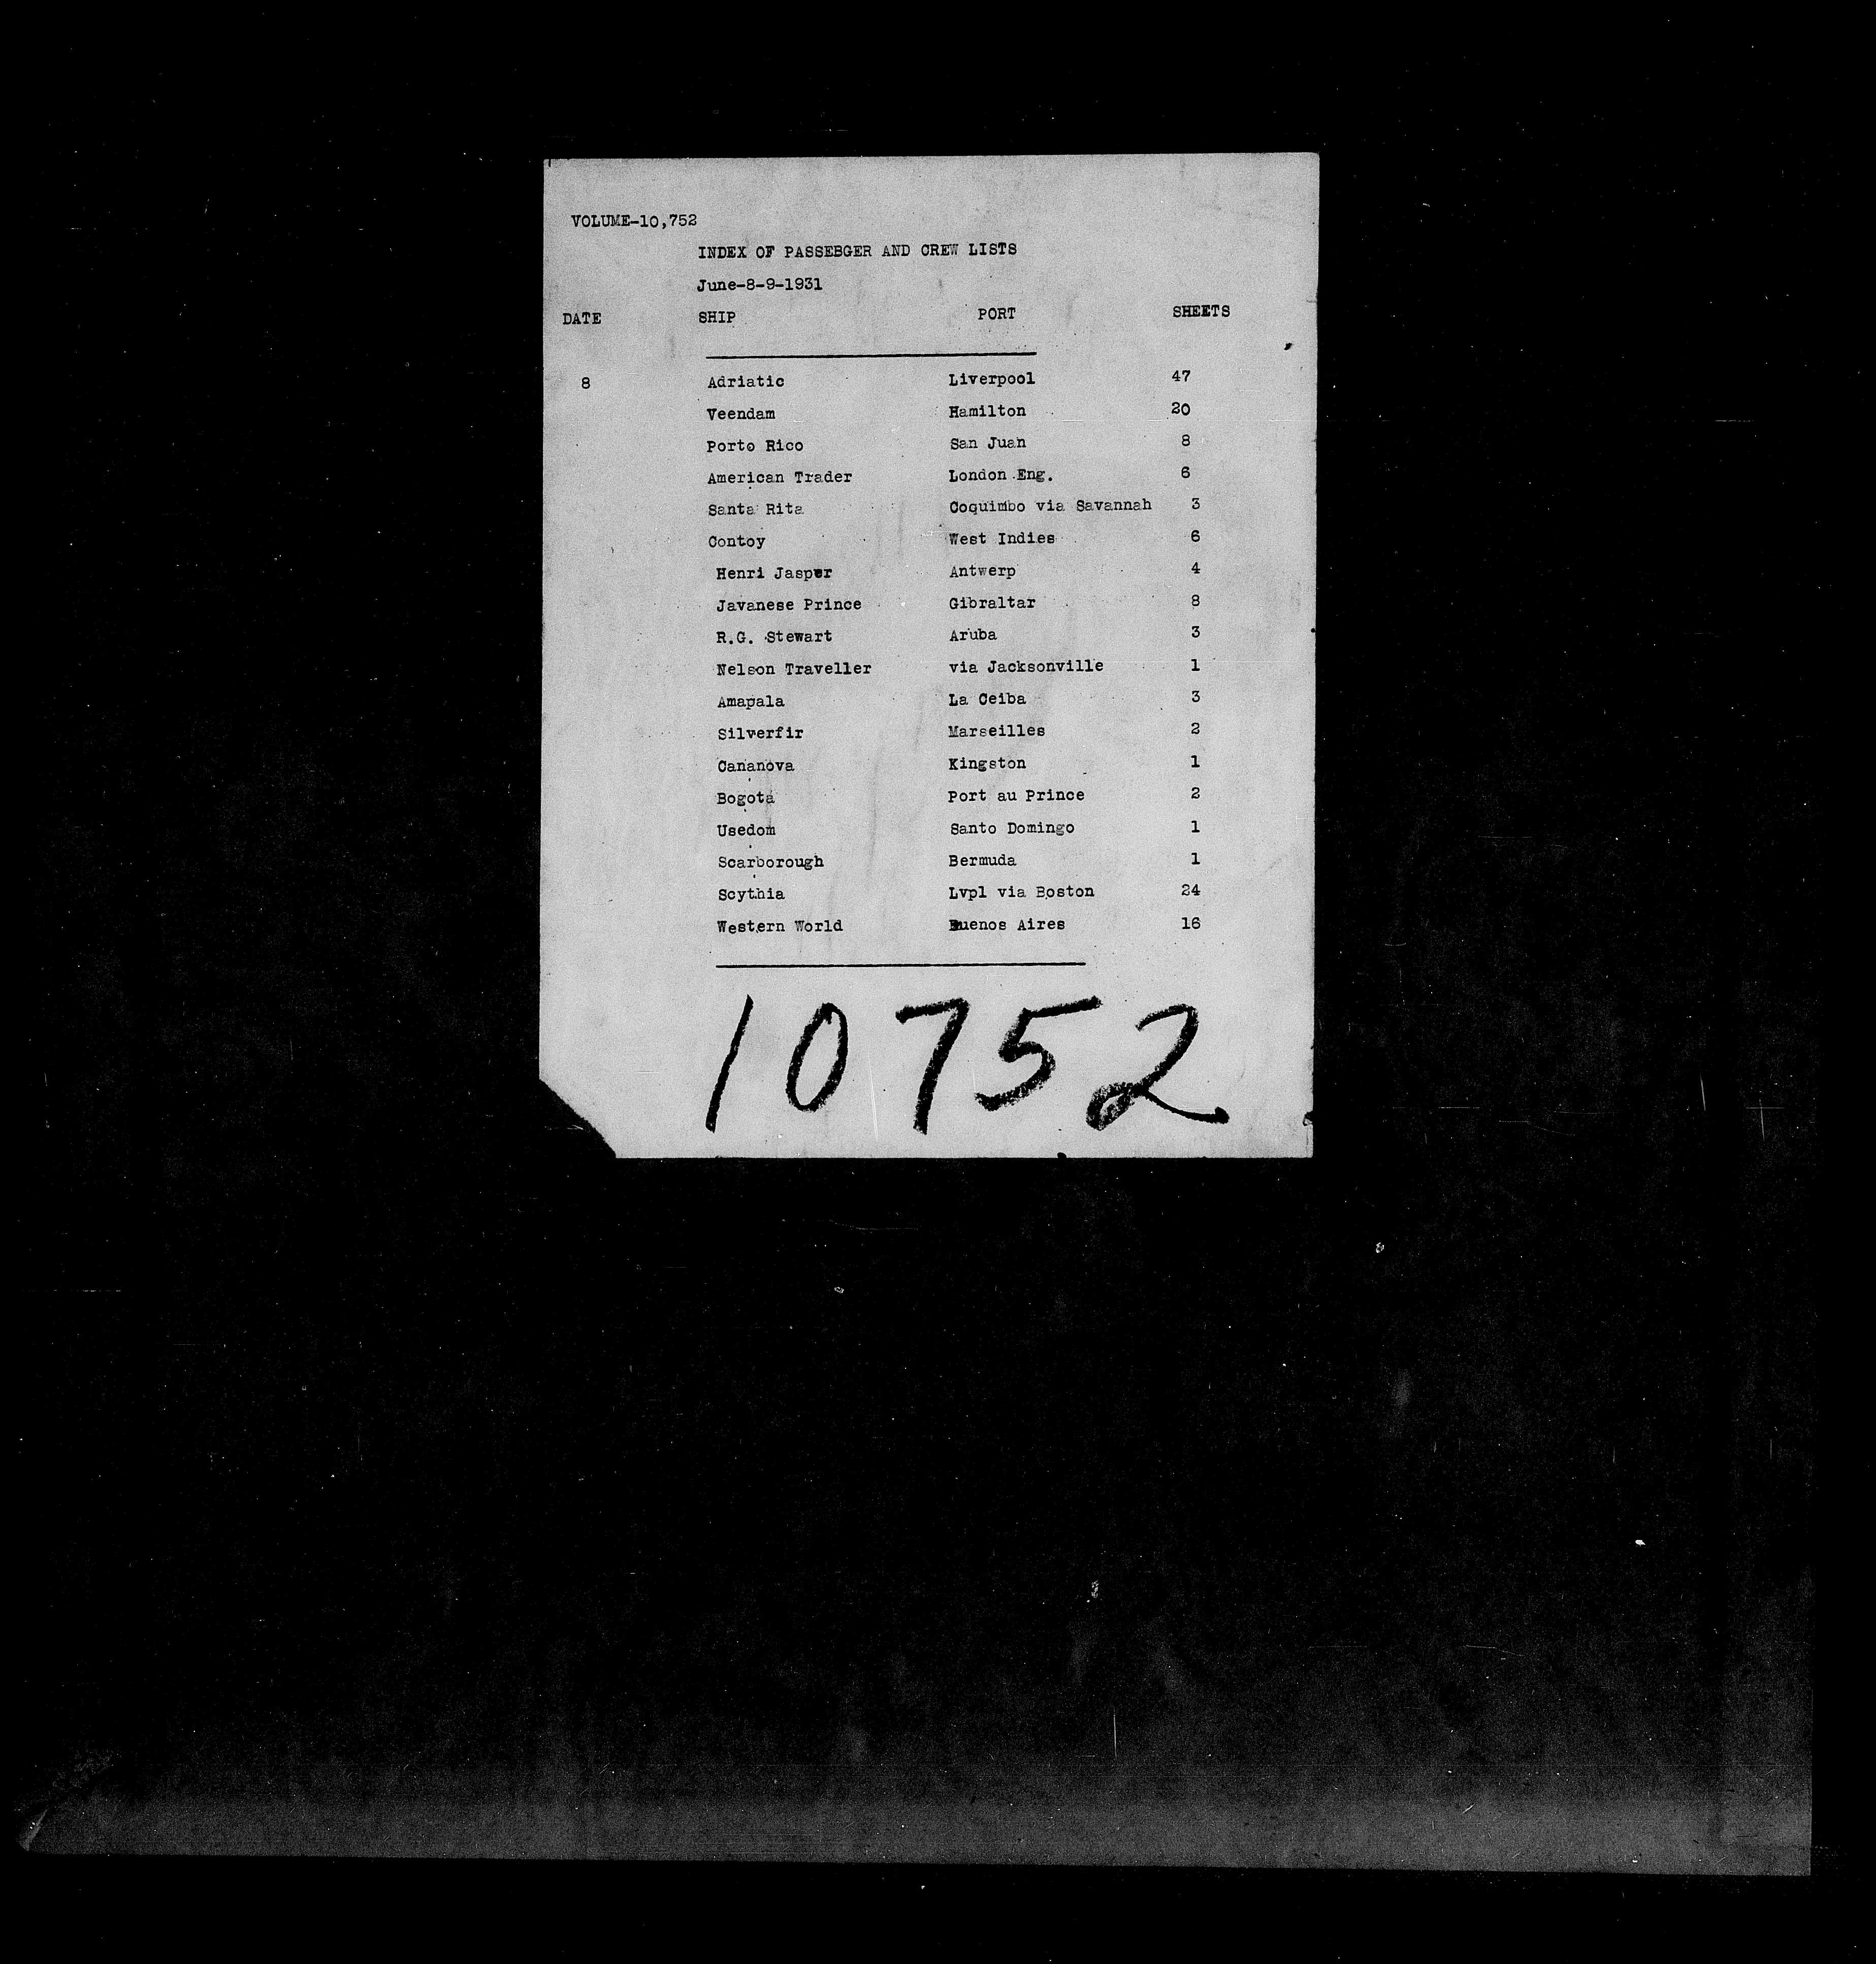 VOLUME-10,752
INDEX OF PASSEBGER AND CREW LISTS
June-8-9-1931
DATE SHIP PORT SHEETS
8 Adriatic Liverpool 47
Veendam Hamilton 20
Porto Rico San Juan 8
American Trader London Eng. 6
Santa Rita Coquimbo via Savannah 3
Contoy West Indies 6
Henri Jasper Antwerp 4
Javanese Prince Gibraltar 8
R.G. Stewart Aruba 3
Nelson Traveller via Jacksonville 1
Amapala La Ceiba 3
Silverfir Marseilles 2
Cananova Kingston 1
Bogota Port au Prince 2
Usedom Santo Domingo 1
Scarborough Bermuda 1
Scythia Lvpl via Boston 24
Western World Buenos Aires 16
10752